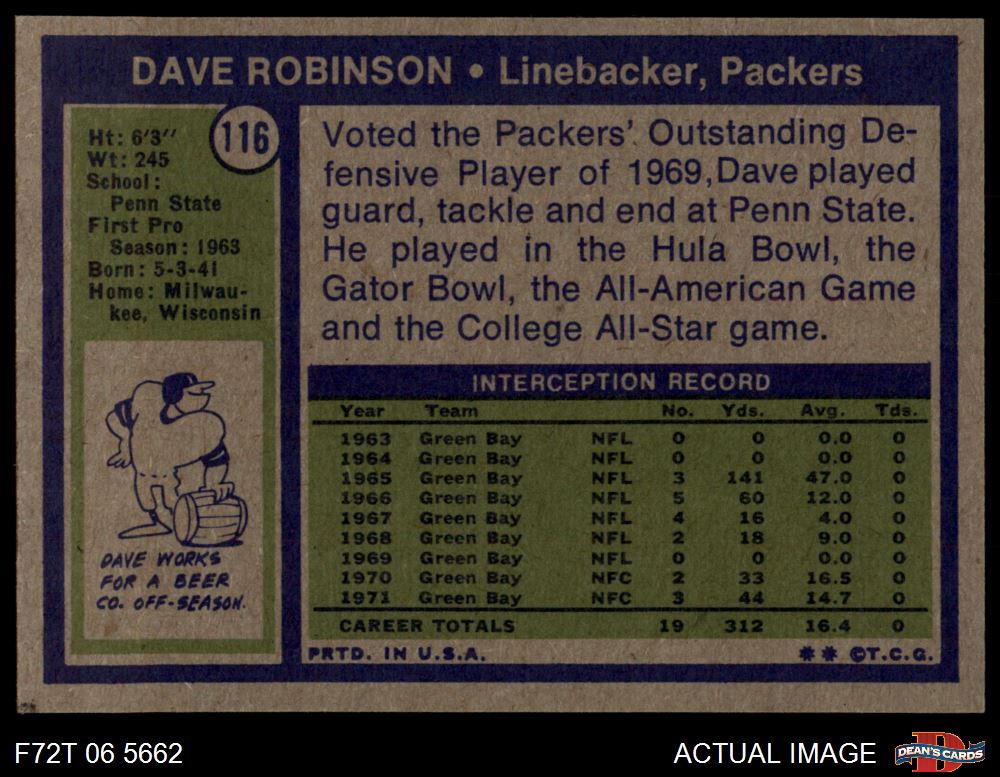 DAVE ROBINSON • Linebacker, Packers
116
Ht: 6'3''
Wt: 245
School:
Penn State
First Pro
Season: 1963
Born: 5-3-41
Home: Milwau-
kee, Wisconsin
DAVE WORKS
FOR A BEER
CO. OFF-SEASON.
Voted the Packers' Outstanding De-
fensive Player of 1969, Dave played
guard, tackle and end at Penn State.
He played in the Hula Bowl, the
Gator Bowl, the All-American Game
and the College All-Star game.
INTERCEPTION RECORD
Year Team No. Yds. Avg. Tds.
1963 Green Bay NFL 0 0 0.0 0
1964 Green Bay NFL 0 0 0.0 0
1965 Green Bay NFL 3 141 47.0 0
1966 Green Bay NFL 5 60 12.0 0
1967 Green Bay NFL 4 16 4.0 0
1968 Green Bay NFL 2 18 9.0 0
1969 Green Bay NFL 0 0 0.0 0
1970 Green Bay NFC 2 33 16.5 0
1971 Green Bay NFC 3 44 14.7 0
CAREER TOTALS 19 312 16.4 0
PRTD. IN U.S.A. ** ©T.C.G.
F72T 06 5662
ACTUAL IMAGE
DEAN'S CARDS